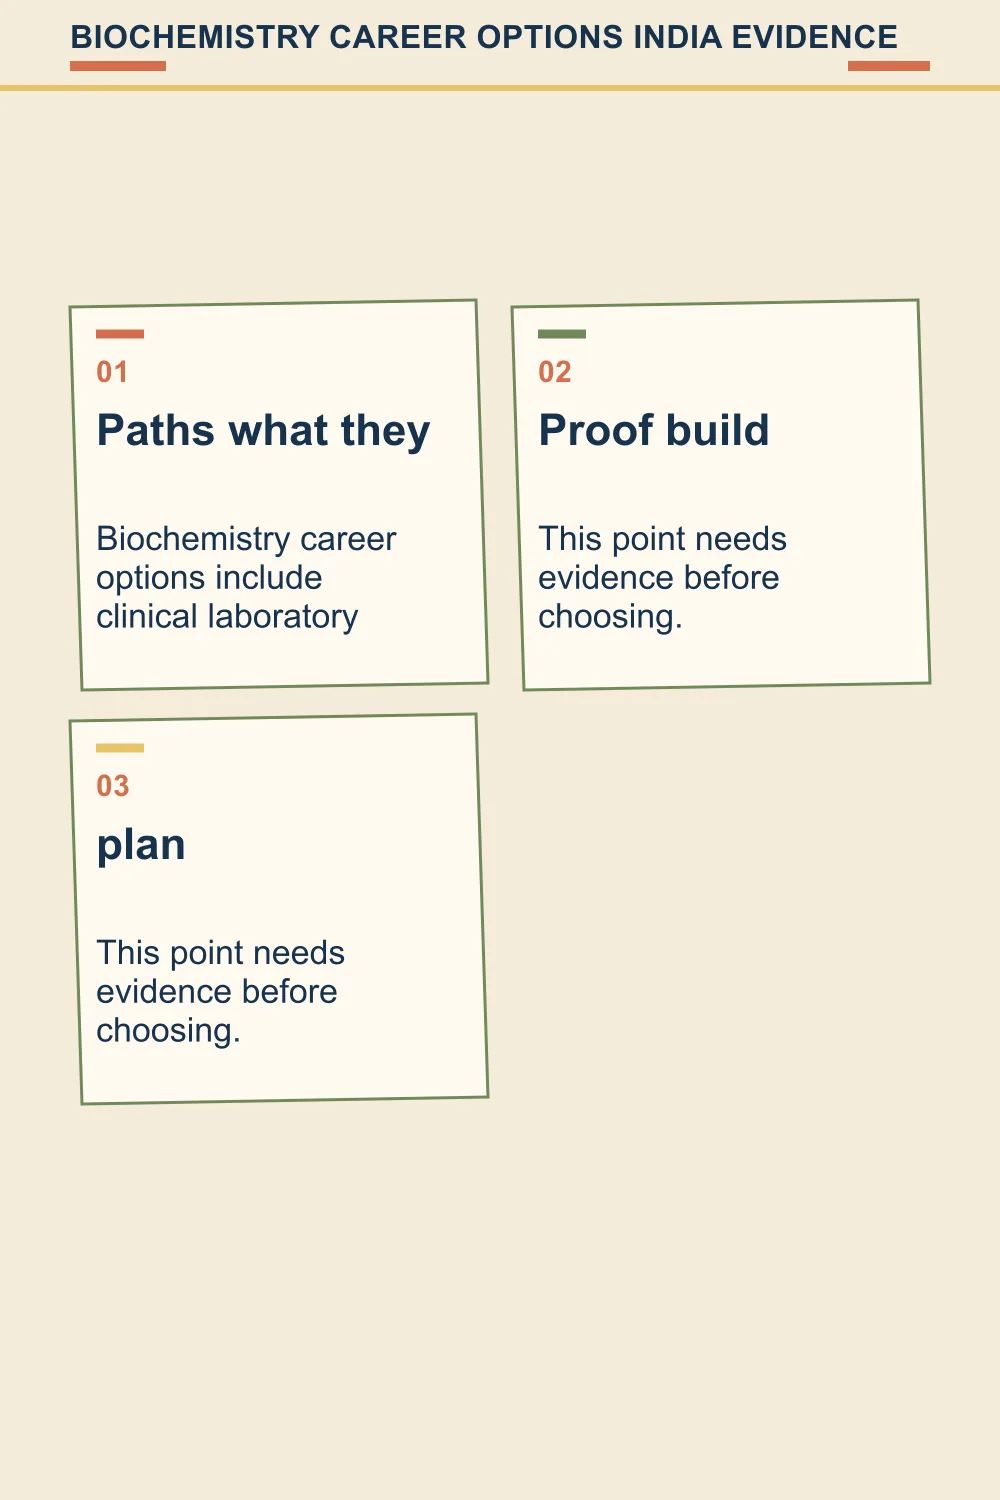 BIOCHEMISTRY CAREER OPTIONS INDIA EVIDENCE
01
Paths what they
Biochemistry career
options include
clinical laboratory
02
Proof build
This point needs
evidence before
choosing.
03
plan
This point needs
evidence before
choosing.